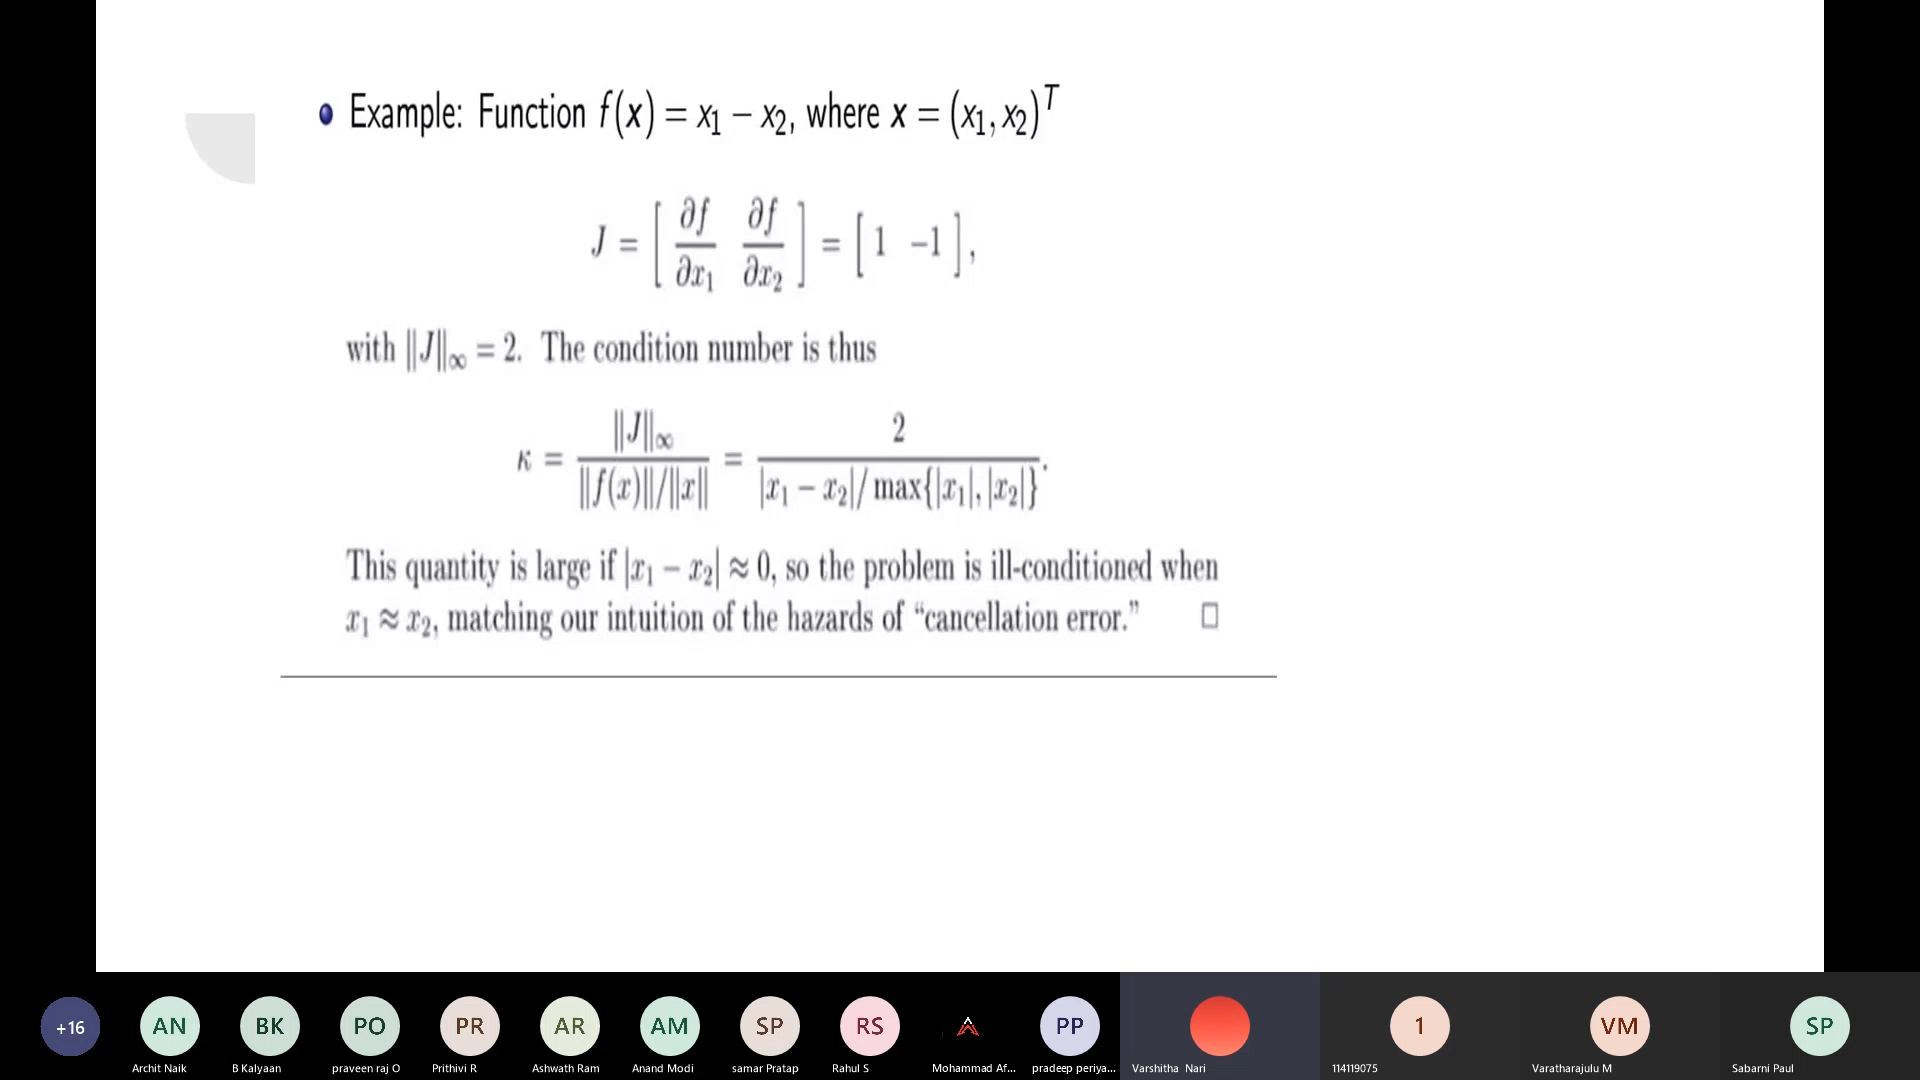 Example: Function f(x) = x₁ − x₂, where x = (x₁, x₂)ᵀ
J = [ ∂f/∂x₁ ∂f/∂x₂ ] = [ 1 −1 ],
with ‖J‖∞ = 2. The condition number is thus
κ = ‖J‖∞ / (‖f(x)‖/‖x‖) = 2 / (|x₁ − x₂|/ max{|x₁|, |x₂|}).
This quantity is large if |x₁ − x₂| ≈ 0, so the problem is ill-conditioned when
x₁ ≈ x₂, matching our intuition of the hazards of “cancellation error.” □
+16 AN BK PO PR AR AM SP RS PP 1 VM SP
Archit Naik B Kalyaan praveen raj O Prithivi R Ashwath Ram Anand Modi samar Pratap Rahul S Mohammad Af... pradeep periya... Varshitha Nari 114119075 Varatharajulu M Sabarni Paul